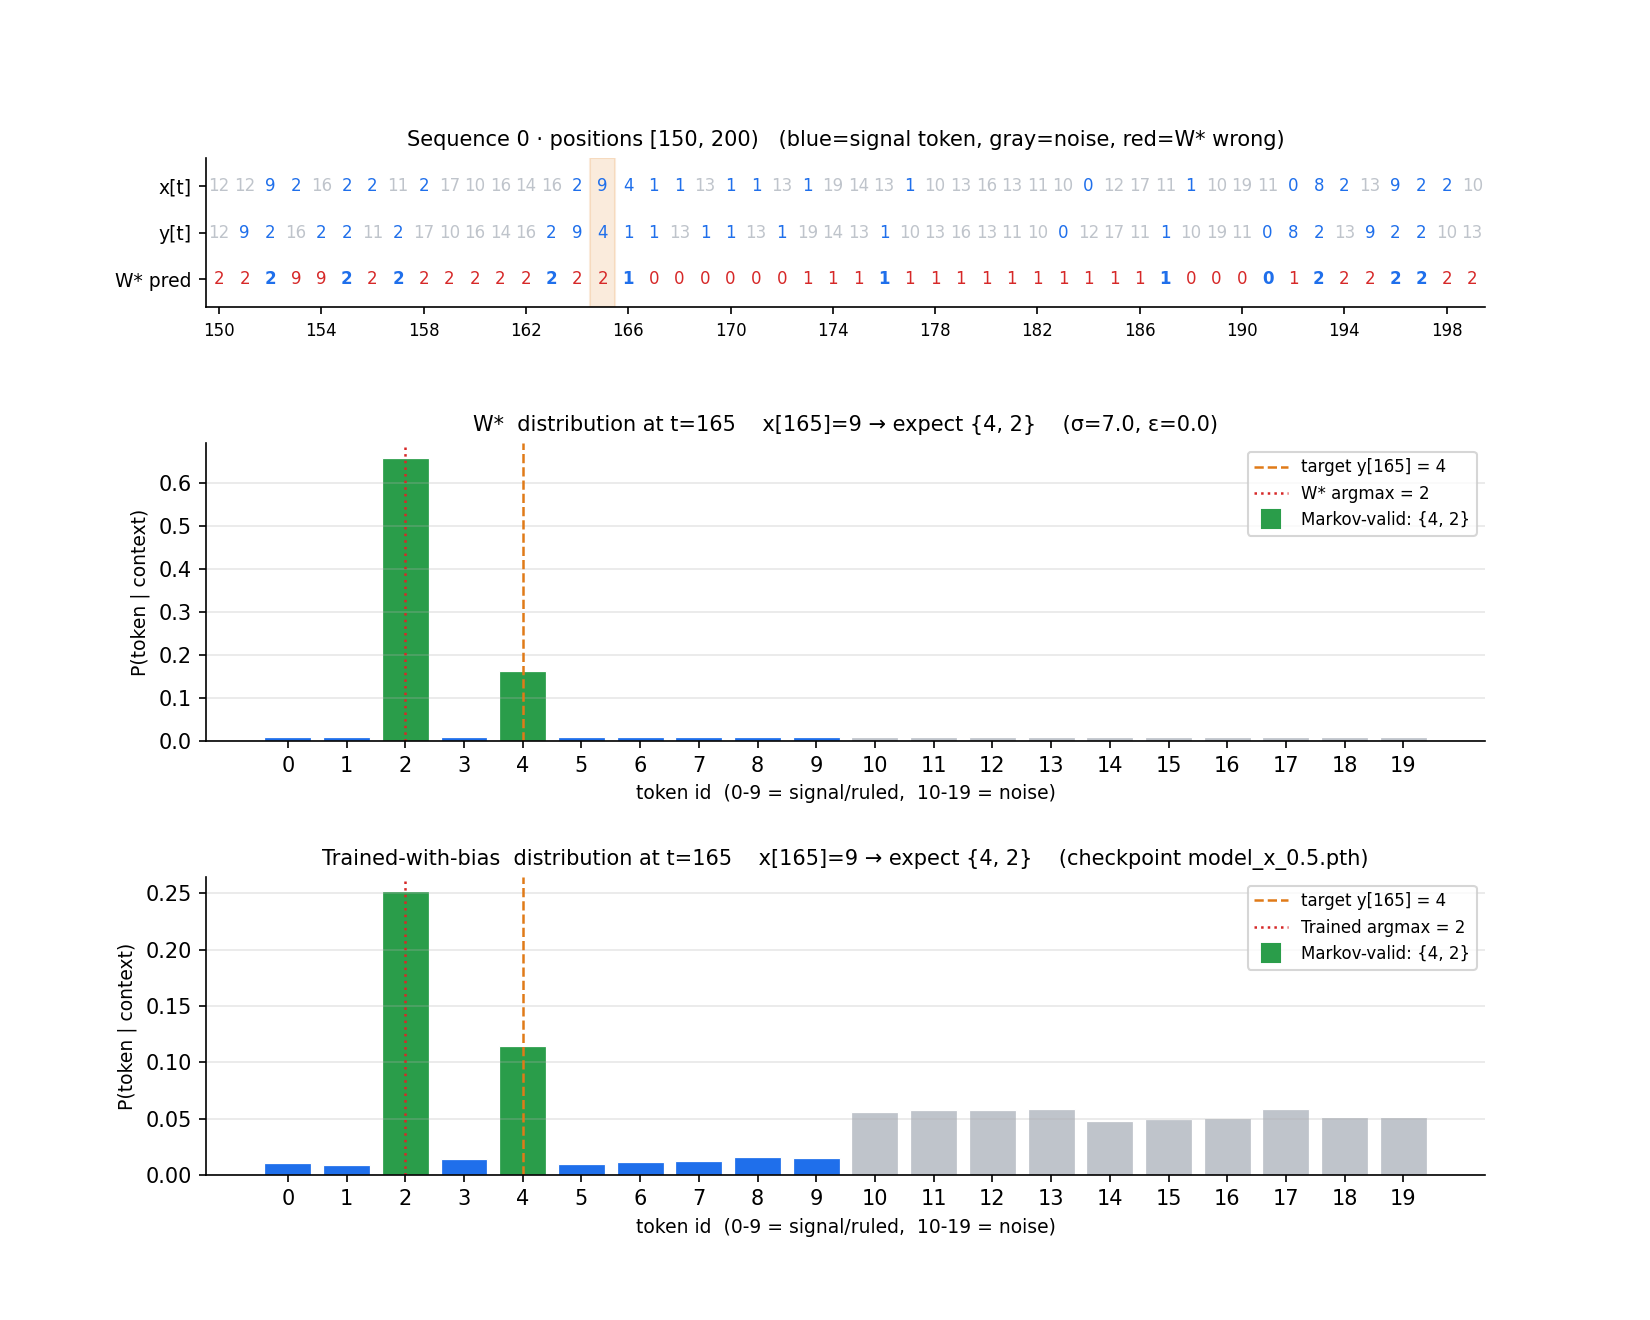 Sequence 0 · positions [150, 200)   (blue=signal token, gray=noise, red=W* wrong)
x[t] 12 12 9 2 16 2 2 11 2 17 10 16 14 16 2 9 4 1 1 13 1 1 13 1 19 14 13 1 10 13 16 13 11 10 0 12 17 11 1 10 19 11 0 8 2 13 9 2 2 10
y[t] 12 9 2 16 2 2 11 2 17 10 16 14 16 2 9 4 1 1 13 1 1 13 1 19 14 13 1 10 13 16 13 11 10 0 12 17 11 1 10 19 11 0 8 2 13 9 2 2 10 13
W* pred 2 2 2 9 9 2 2 2 2 2 2 2 2 2 2 2 1 0 0 0 0 0 0 1 1 1 1 1 1 1 1 1 1 1 1 1 1 1 0 0 0 0 1 2 2 2 2 2 2 2
150 154 158 162 166 170 174 178 182 186 190 194 198
W*  distribution at t=165    x[165]=9 → expect {4, 2}    (σ=7.0, ε=0.0)
P(token | context)
0.6
0.5
0.4
0.3
0.2
0.1
0.0
target y[165] = 4
W* argmax = 2
Markov-valid: {4, 2}
0 1 2 3 4 5 6 7 8 9 10 11 12 13 14 15 16 17 18 19
token id  (0-9 = signal/ruled,  10-19 = noise)
Trained-with-bias  distribution at t=165    x[165]=9 → expect {4, 2}    (checkpoint model_x_0.5.pth)
P(token | context)
0.25
0.20
0.15
0.10
0.05
0.00
target y[165] = 4
Trained argmax = 2
Markov-valid: {4, 2}
0 1 2 3 4 5 6 7 8 9 10 11 12 13 14 15 16 17 18 19
token id  (0-9 = signal/ruled,  10-19 = noise)